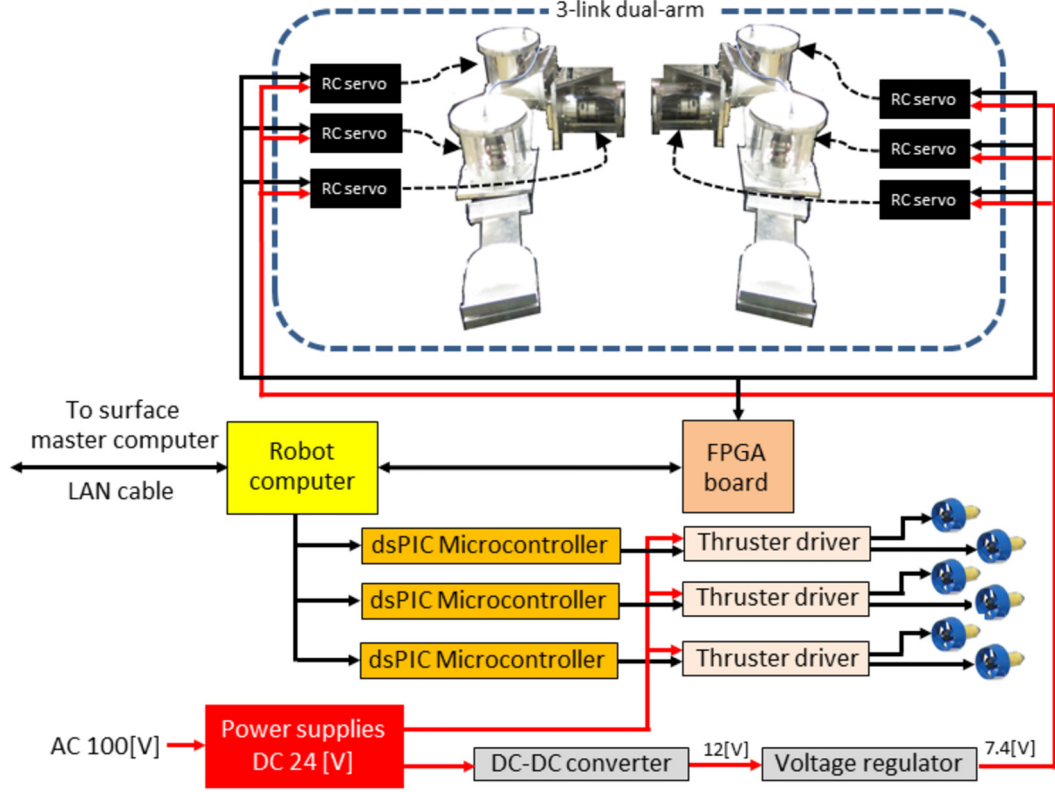 3-link dual-arm
RC servo
RC servo
RC servo
RC servo
RC servo
RC servo
To surface
master computer
LAN cable
Robot
computer
FPGA
board
dsPIC Microcontroller
Thruster driver
dsPIC Microcontroller
Thruster driver
dsPIC Microcontroller
Thruster driver
AC 100[V]
Power supplies
DC 24 [V]
DC-DC converter
12[V]
Voltage regulator
7.4[V]